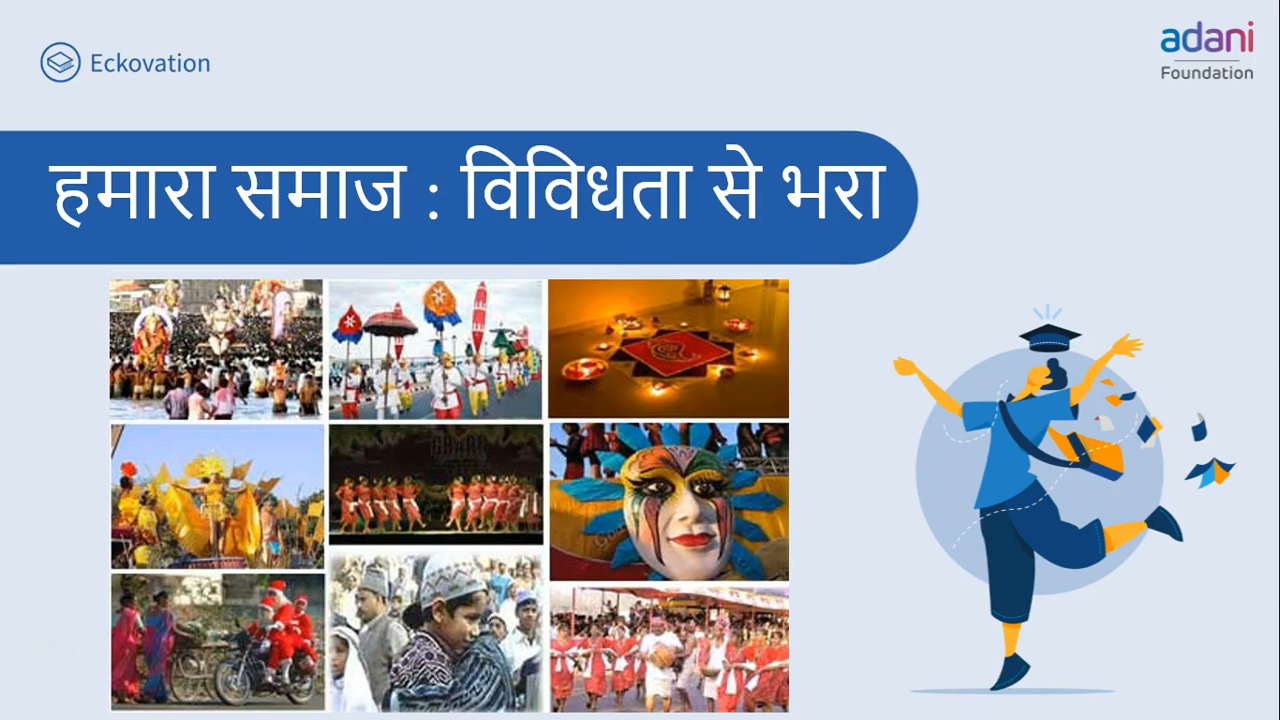 Eckovation
adani
Foundation
हमारा समाज : विविधता से भरा